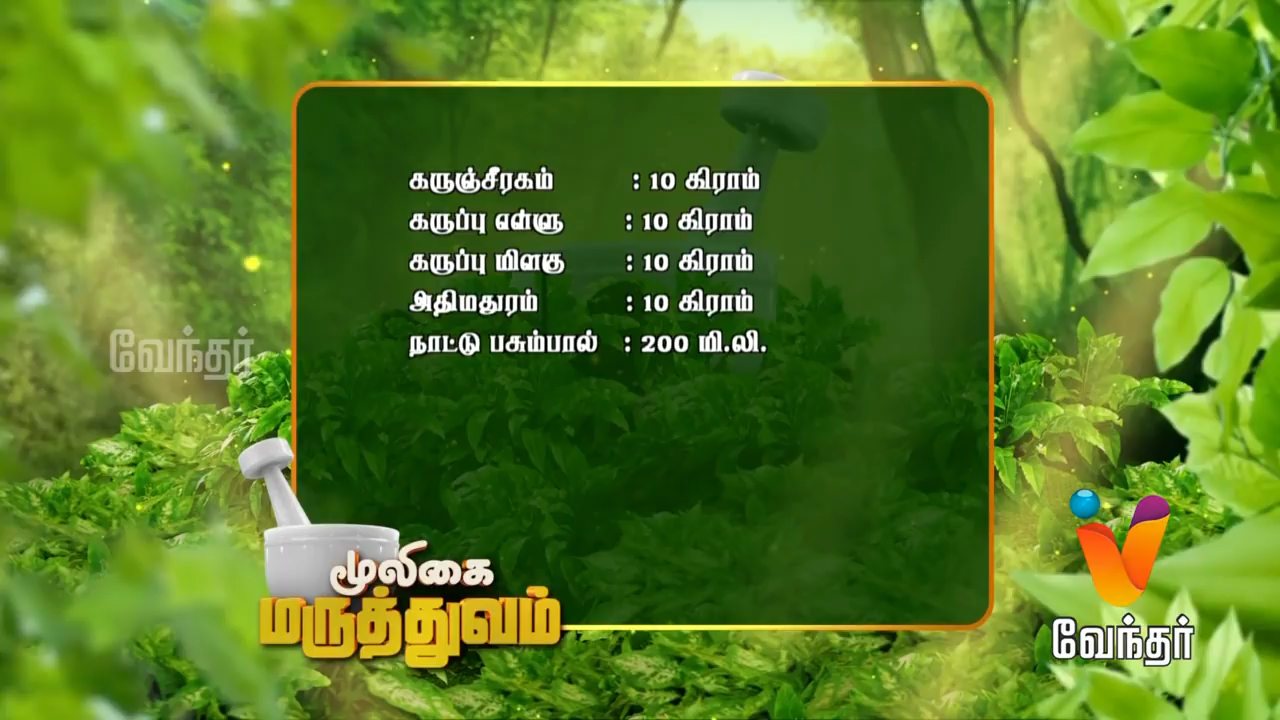 கருஞ்சீரகம் : 10 கிராம்
கருப்பு எள்ளு : 10 கிராம்
கருப்பு மிளகு : 10 கிராம்
அதிமதுரம் : 10 கிராம்
நாட்டு பசும்பால் : 200 மி.லி.
வேந்தர்
மூலிகை
மருத்துவம்
வேந்தர்